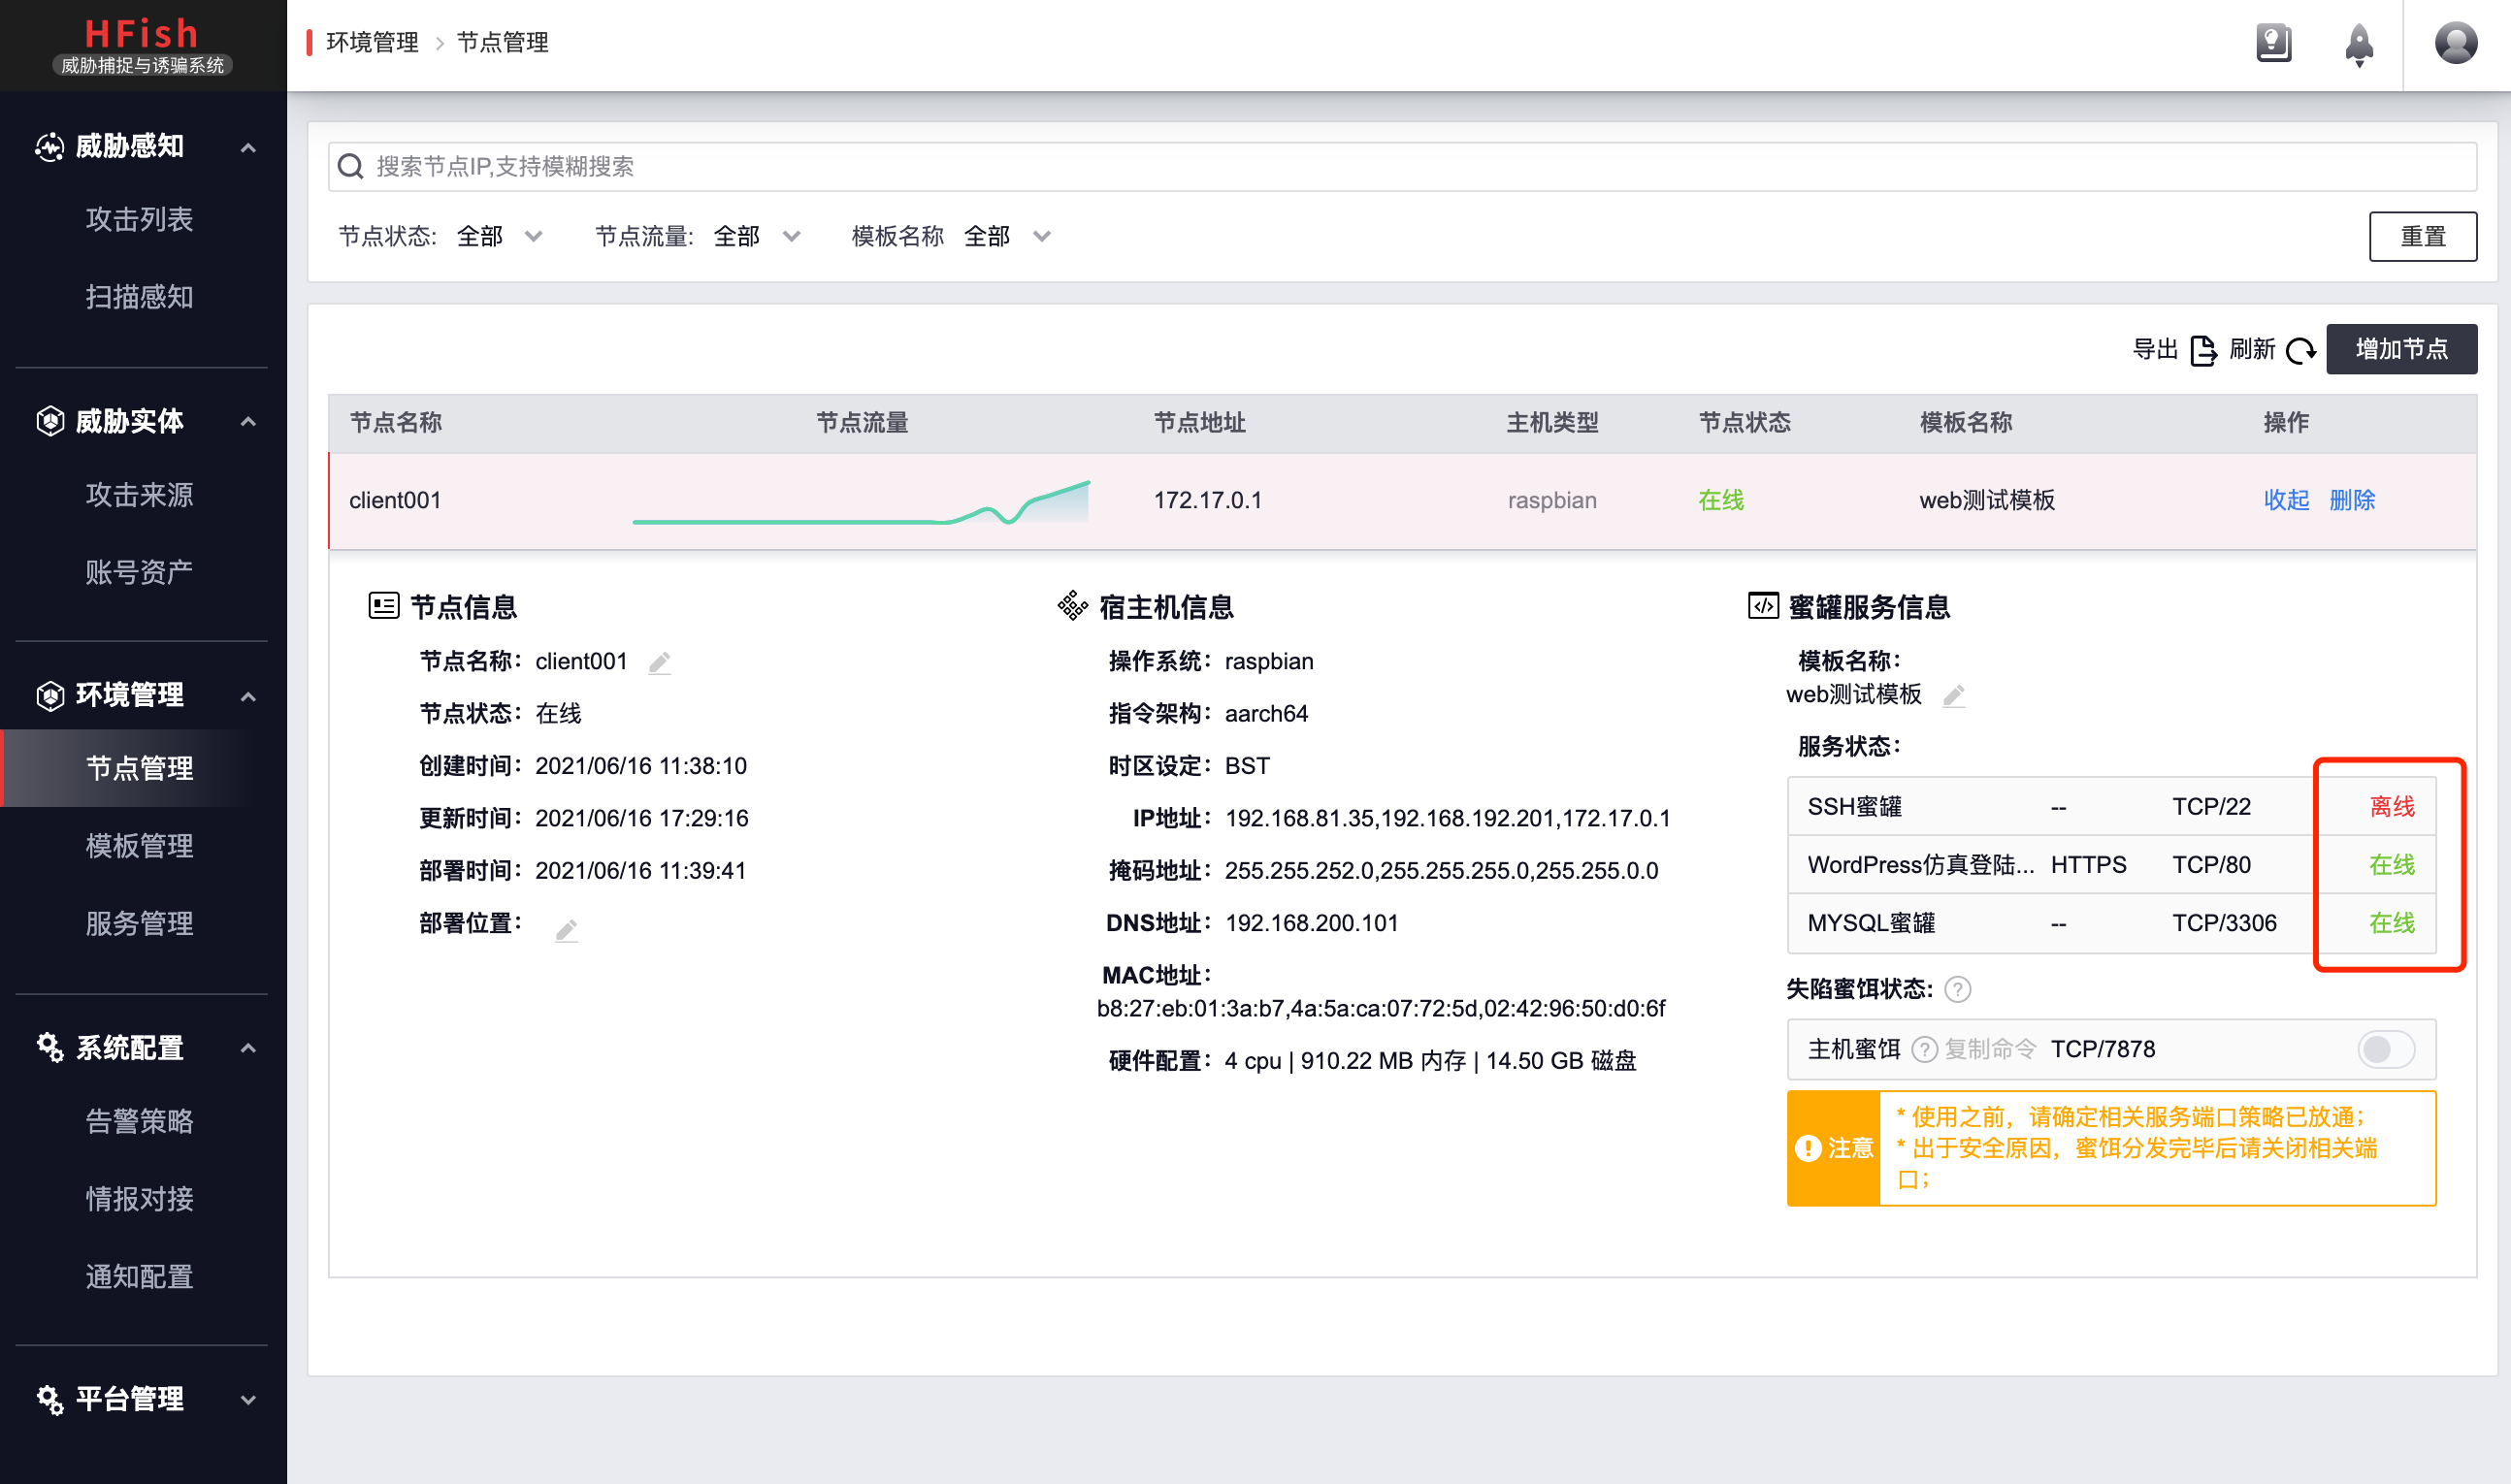 HFish
威胁捕捉与诱骗系统
环境管理 > 节点管理
威胁感知
攻击列表
扫描感知
威胁实体
攻击来源
账号资产
环境管理
节点管理
模板管理
服务管理
系统配置
告警策略
情报对接
通知配置
平台管理
搜索节点IP,支持模糊搜索
节点状态: 全部 节点流量: 全部 模板名称 全部 重置
导出 刷新 增加节点
节点名称 节点流量 节点地址 主机类型 节点状态 模板名称 操作
client001 172.17.0.1 raspbian 在线 web测试模板 收起 删除
节点信息
节点名称： client001
节点状态： 在线
创建时间： 2021/06/16 11:38:10
更新时间： 2021/06/16 17:29:16
部署时间： 2021/06/16 11:39:41
部署位置：
宿主机信息
操作系统： raspbian
指令架构： aarch64
时区设定： BST
IP地址： 192.168.81.35,192.168.192.201,172.17.0.1
掩码地址： 255.255.252.0,255.255.255.0,255.255.0.0
DNS地址： 192.168.200.101
MAC地址：
b8:27:eb:01:3a:b7,4a:5a:ca:07:72:5d,02:42:96:50:d0:6f
硬件配置： 4 cpu | 910.22 MB 内存 | 14.50 GB 磁盘
蜜罐服务信息
模板名称：
web测试模板
服务状态：
SSH蜜罐 -- TCP/22 离线
WordPress仿真登陆... HTTPS TCP/80 在线
MYSQL蜜罐 -- TCP/3306 在线
失陷蜜饵状态: ?
主机蜜饵 ? 复制命令 TCP/7878
注意
* 使用之前，请确定相关服务端口策略已放通；
* 出于安全原因，蜜饵分发完毕后请关闭相关端
口；